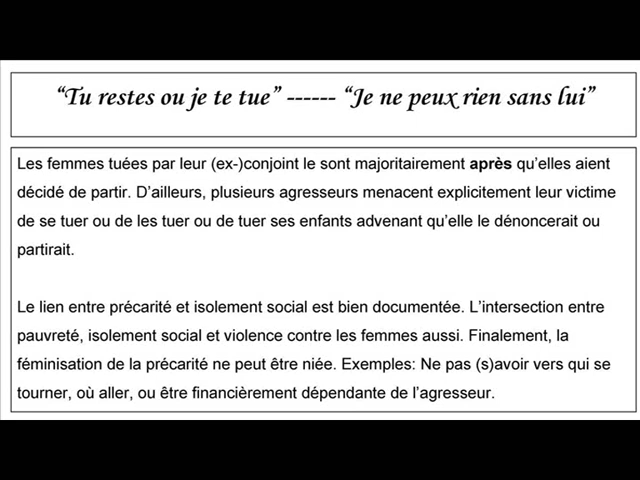 “Tu restes ou je te tue” ------ “Je ne peux rien sans lui”
Les femmes tuées par leur (ex-)conjoint le sont majoritairement après qu’elles aient
décidé de partir. D’ailleurs, plusieurs agresseurs menacent explicitement leur victime
de se tuer ou de les tuer ou de tuer ses enfants advenant qu’elle le dénoncerait ou
partirait.
Le lien entre précarité et isolement social est bien documentée. L’intersection entre
pauvreté, isolement social et violence contre les femmes aussi. Finalement, la
féminisation de la précarité ne peut être niée. Exemples: Ne pas (s)avoir vers qui se
tourner, où aller, ou être financièrement dépendante de l’agresseur.